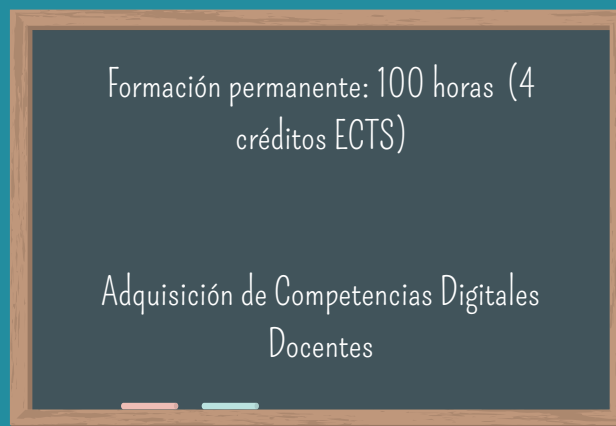 Formación permanente: 100 horas (4
créditos ECTS)
Adquisición de Competencias Digitales
Docentes